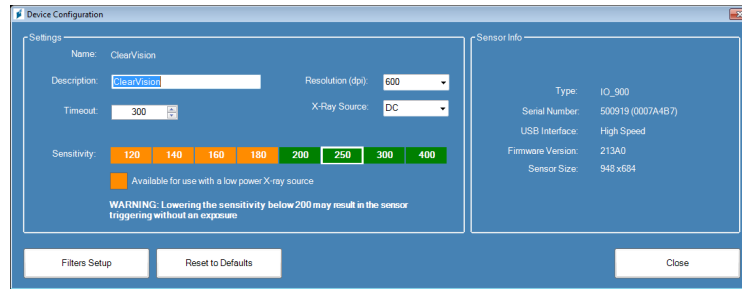 Device Configuration
Settings
Name: ClearVision
Description: ClearVision
Resolution (dpi): 600
Timeout: 300
X-Ray Source: DC
Sensitivity: 120 140 160 180 200 250 300 400
Available for use with a low power X-ray source
WARNING: Lowering the sensitivity below 200 may result in the sensor
triggering without an exposure
Sensor Info
Type: IO_900
Serial Number: 500919 (0007A4B7)
USB Interface: High Speed
Firmware Version: 213A0
Sensor Size: 948 x684
Filters Setup
Reset to Defaults
Close